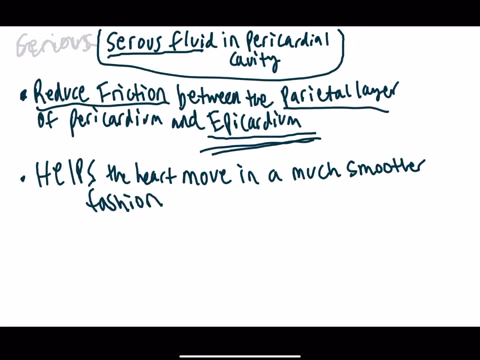 Serious Serous fluid in Pericardial
cavity
• Reduce Friction between the Parietal layer
of pericardium and Epicardium
• Helps the heart move in a much smoother
fashion